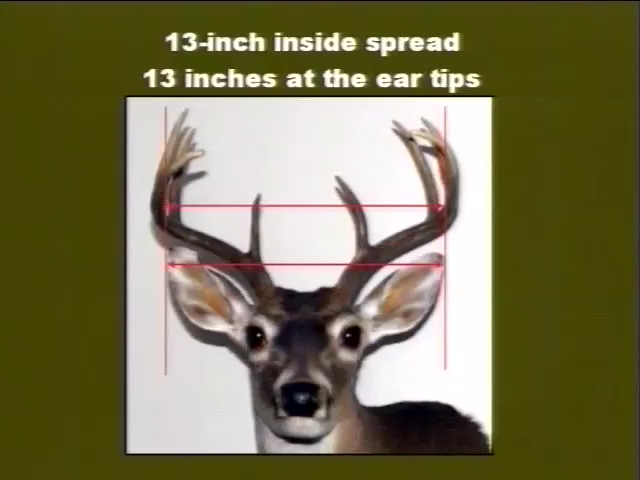 13-inch inside spread
13 inches at the ear tips